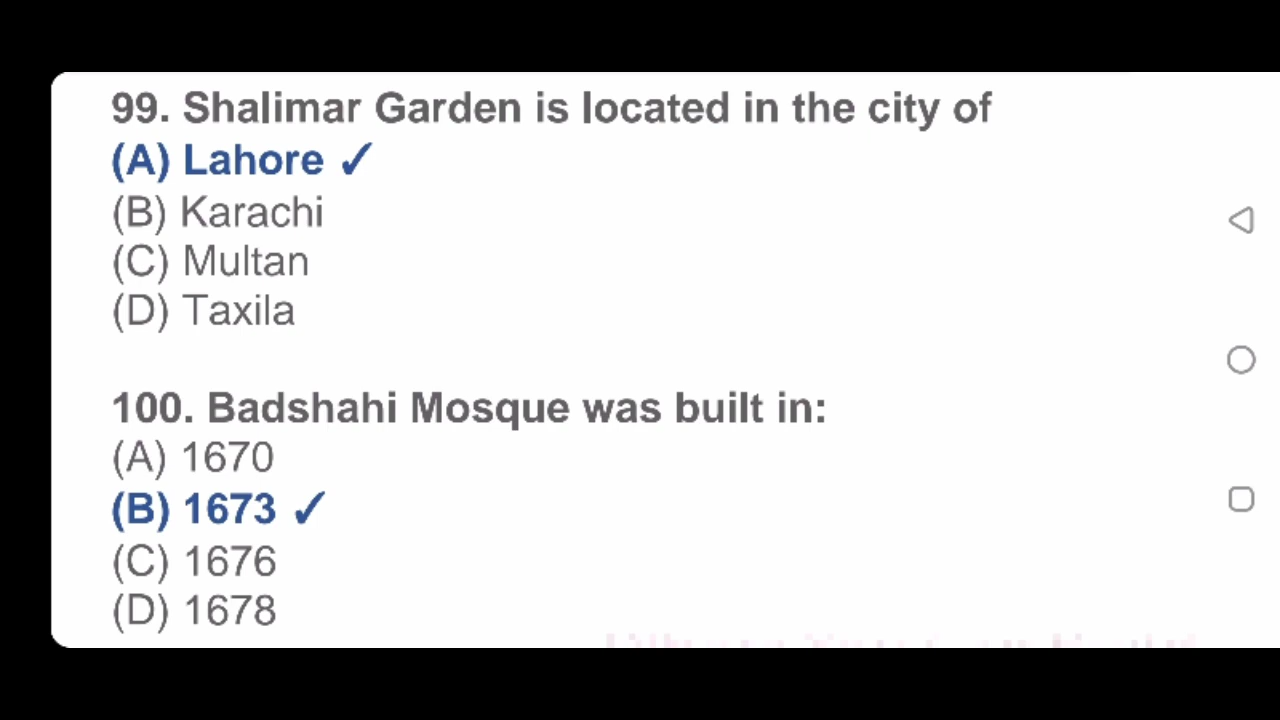 99. Shalimar Garden is located in the city of
(A) Lahore ✓
(B) Karachi
(C) Multan
(D) Taxila
100. Badshahi Mosque was built in:
(A) 1670
(B) 1673 ✓
(C) 1676
(D) 1678